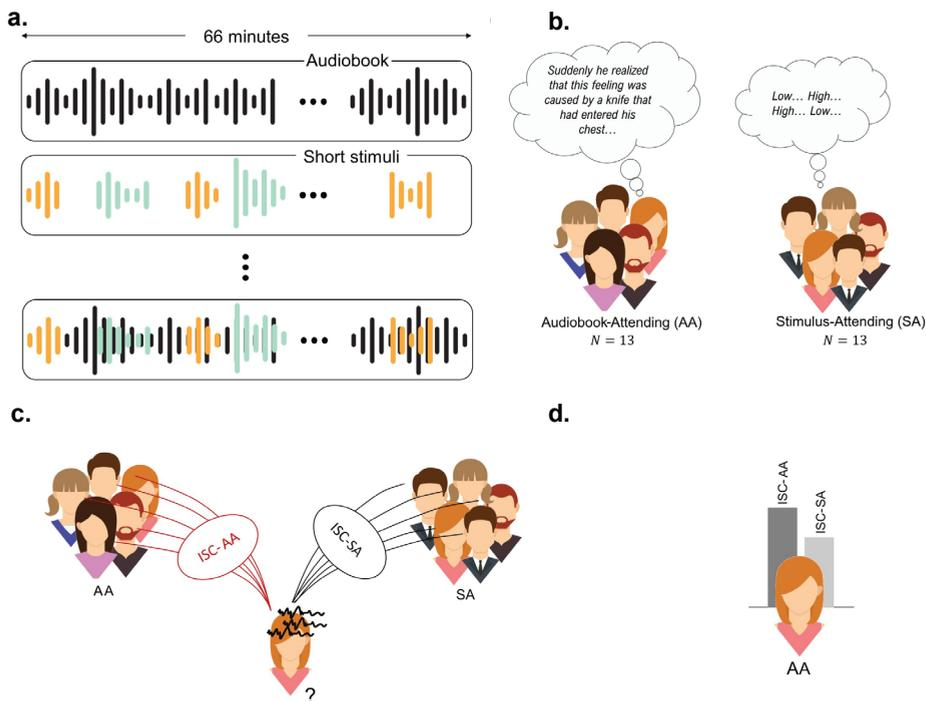 a.
66 minutes
Audiobook
Short stimuli
b.
Suddenly he realized
that this feeling was
caused by a knife that
had entered his
chest…
Low… High…
High… Low…
Audiobook-Attending (AA)
N = 13
Stimulus-Attending (SA)
N = 13
c.
ISC-AA
ISC-SA
AA
SA
?
d.
ISC-AA
ISC-SA
AA